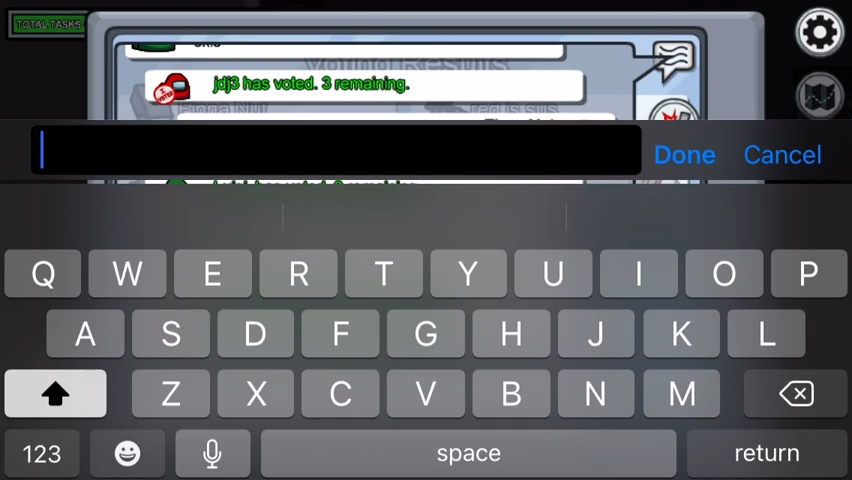 TOTAL TASKS
jdj3 has voted. 3 remaining.
Done
Cancel
Q W E R T Y U I O P
A S D F G H J K L
Z X C V B N M
123
space
return